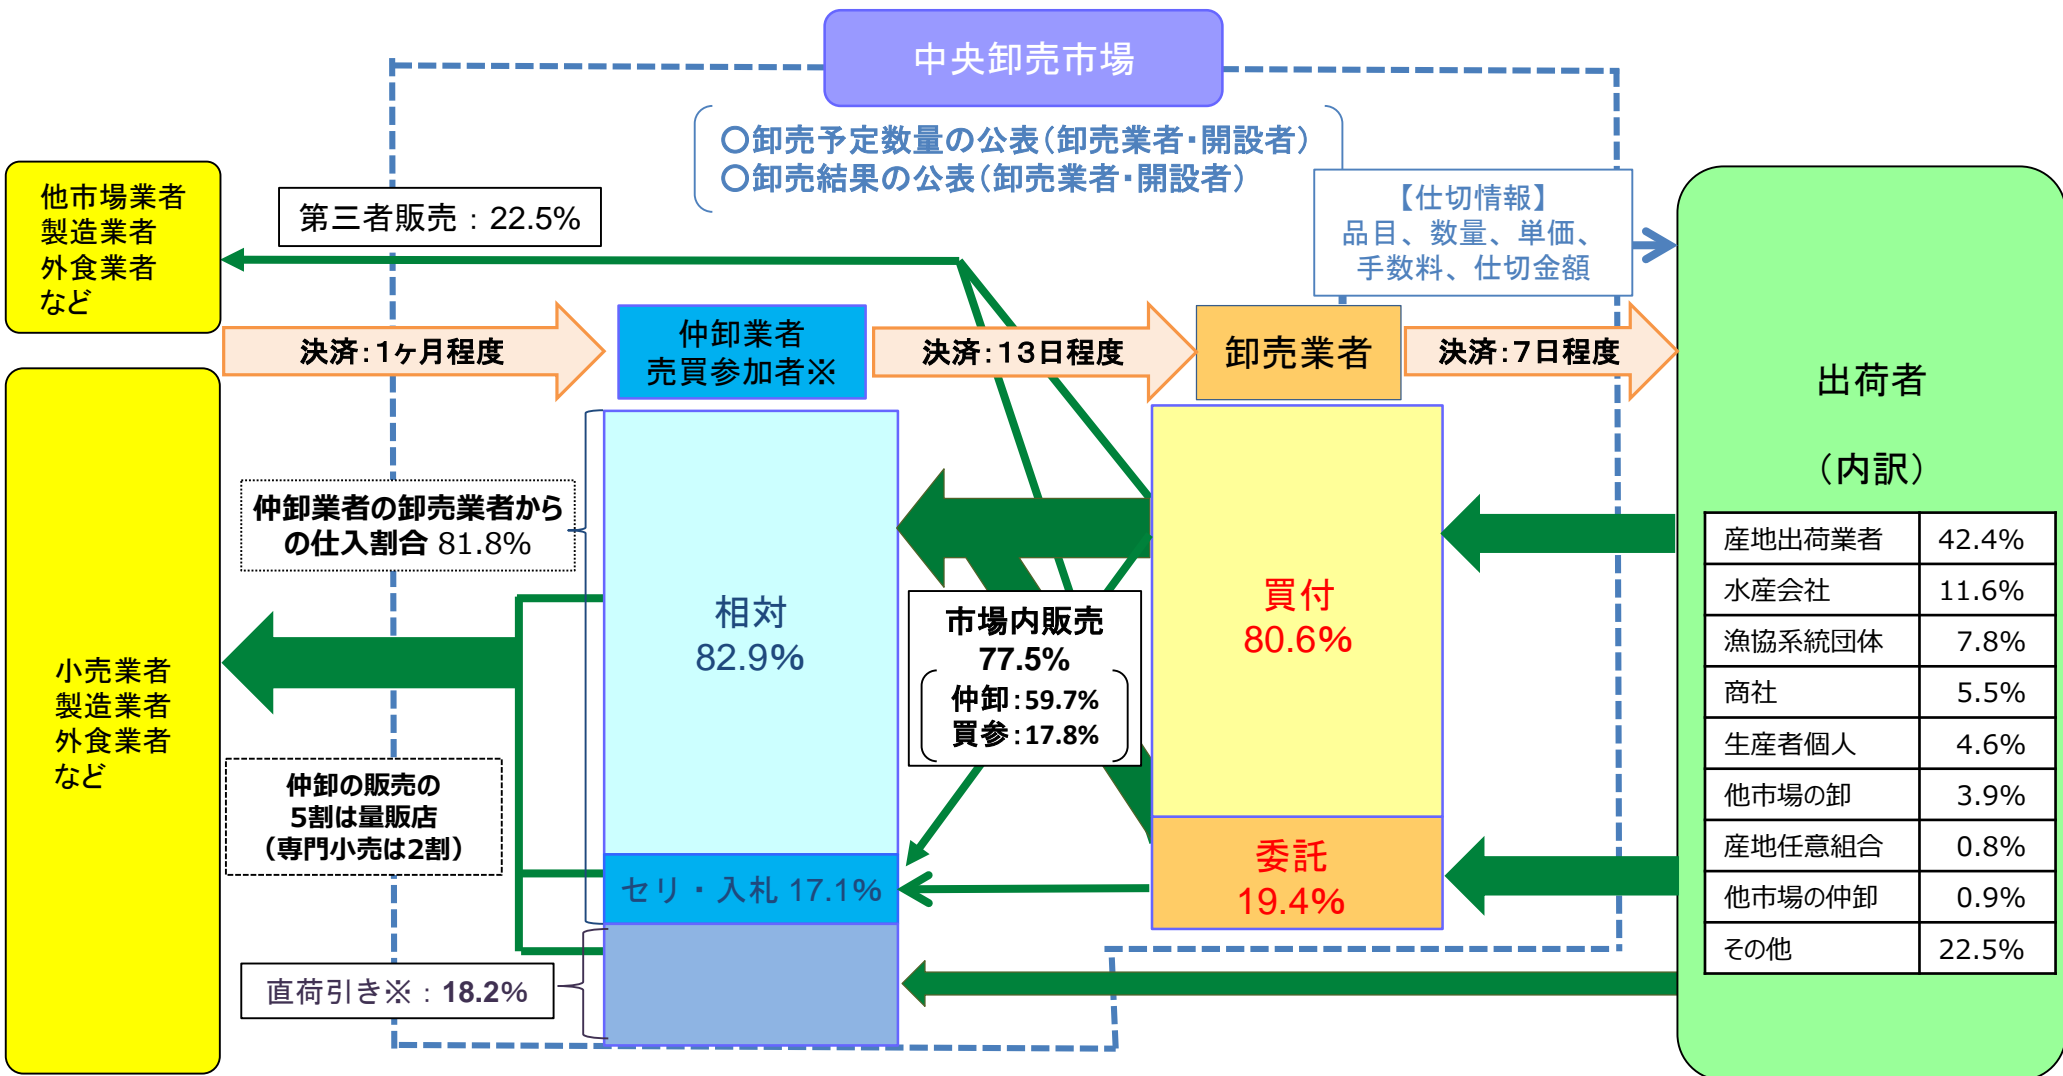 中央卸売市場
○卸売予定数量の公表(卸売業者・開設者)
○卸売結果の公表(卸売業者・開設者)
他市場業者
製造業者
外食業者
など
第三者販売：22.5%
【仕切情報】
品目、数量、単価、
手数料、仕切金額
決済：1ヶ月程度
仲卸業者
売買参加者※
決済：13日程度
卸売業者
決済：7日程度
出荷者
（内訳）
産地出荷業者 42.4%
水産会社 11.6%
漁協系統団体 7.8%
商社 5.5%
生産者個人 4.6%
他市場の卸 3.9%
産地任意組合 0.8%
他市場の仲卸 0.9%
その他 22.5%
仲卸業者の卸売業者から
の仕入割合 81.8%
相対
82.9%
市場内販売
77.5%
仲卸：59.7%
買参：17.8%
買付
80.6%
小売業者
製造業者
外食業者
など
仲卸の販売の
5割は量販店
（専門小売は2割）
セリ・入札 17.1%
委託
19.4%
直荷引き※：18.2%